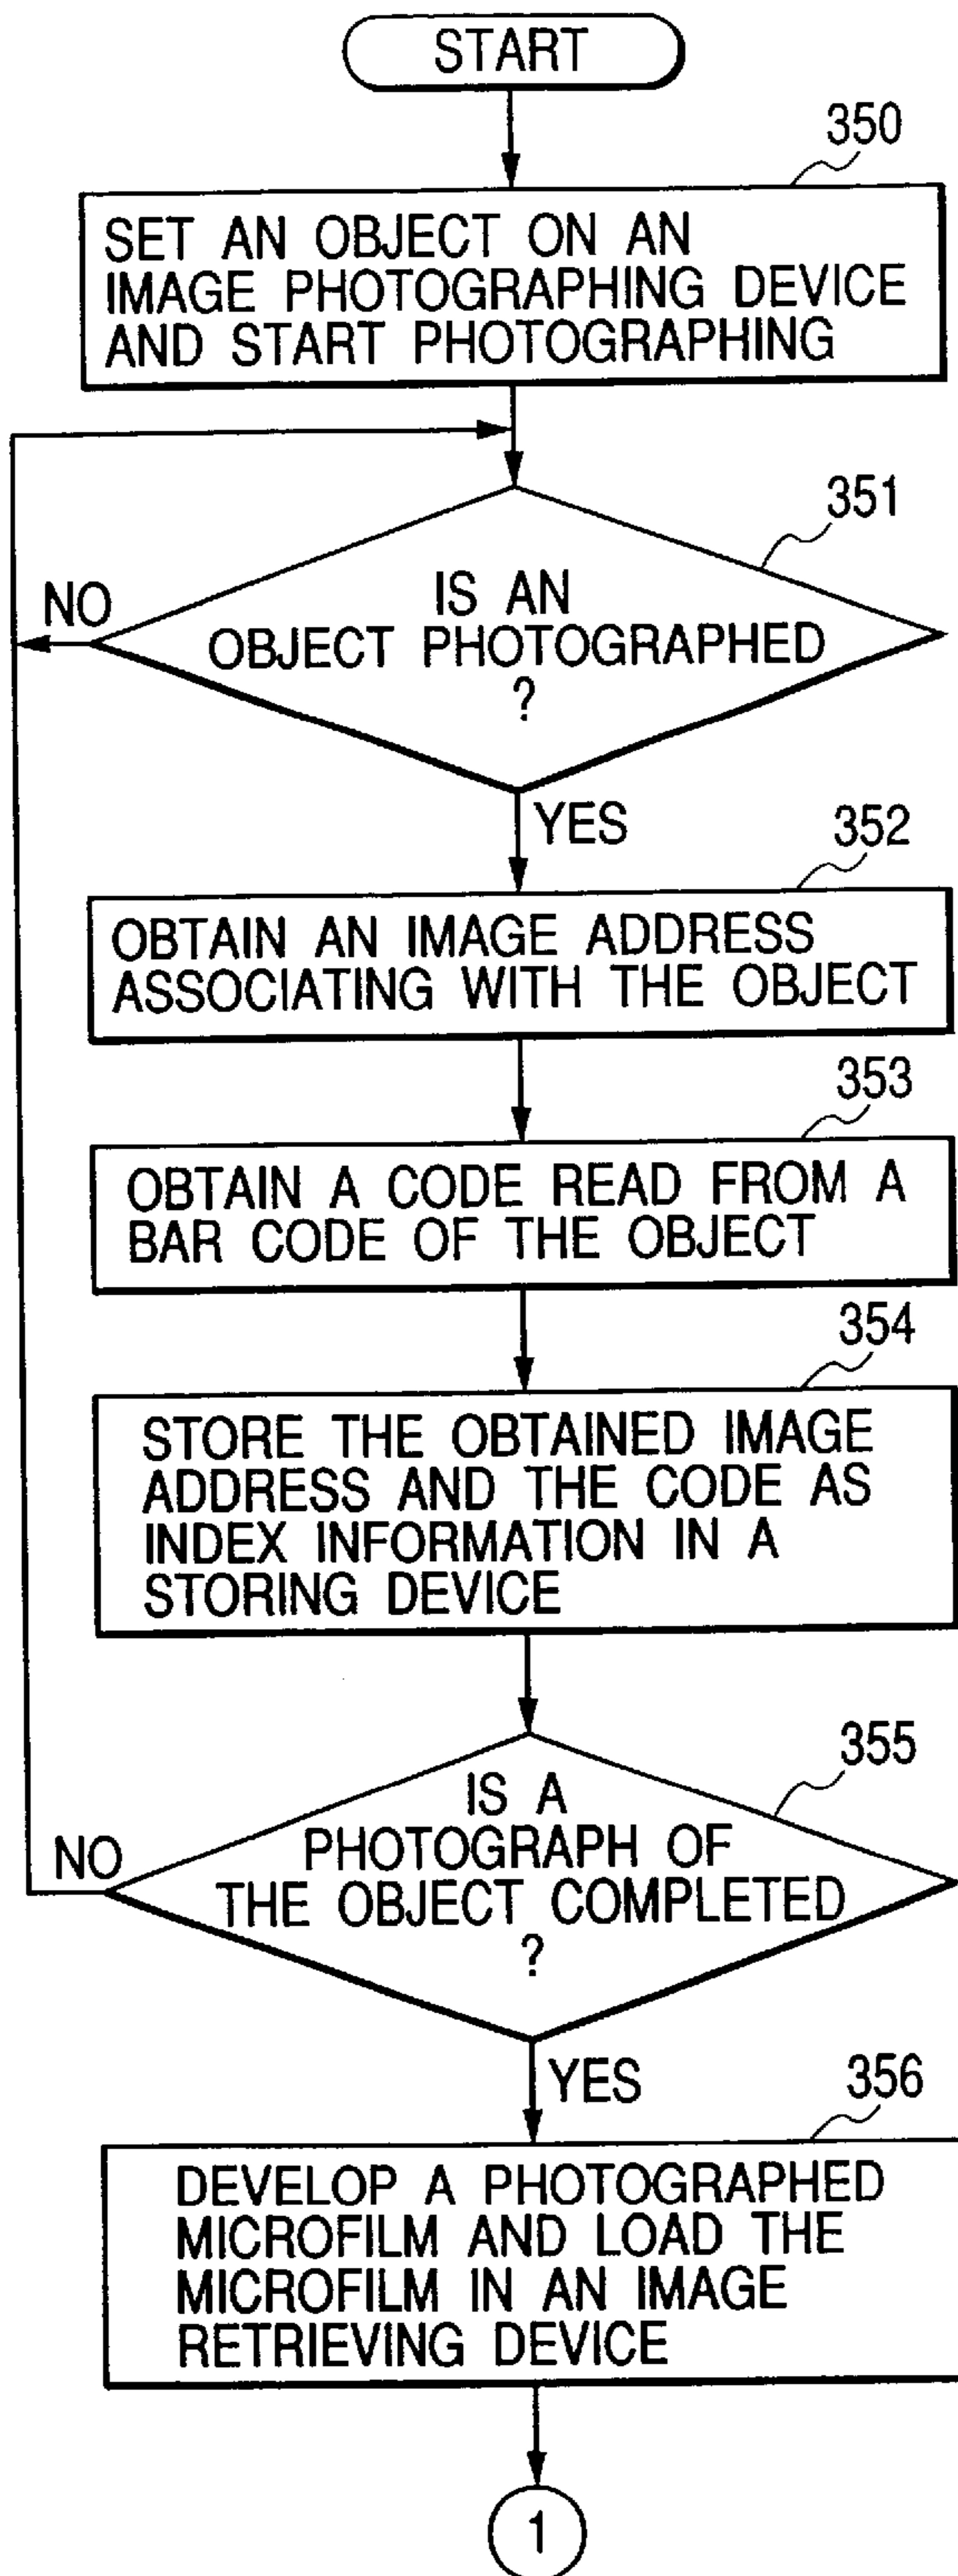 START
350
SET AN OBJECT ON AN
IMAGE PHOTOGRAPHING DEVICE
AND START PHOTOGRAPHING
351
NO
IS AN
OBJECT PHOTOGRAPHED
?
YES
352
OBTAIN AN IMAGE ADDRESS
ASSOCIATING WITH THE OBJECT
353
OBTAIN A CODE READ FROM A
BAR CODE OF THE OBJECT
354
STORE THE OBTAINED IMAGE
ADDRESS AND THE CODE AS
INDEX INFORMATION IN A
STORING DEVICE
355
NO
IS A
PHOTOGRAPH OF
THE OBJECT COMPLETED
?
YES
356
DEVELOP A PHOTOGRAPHED
MICROFILM AND LOAD THE
MICROFILM IN AN IMAGE
RETRIEVING DEVICE
1